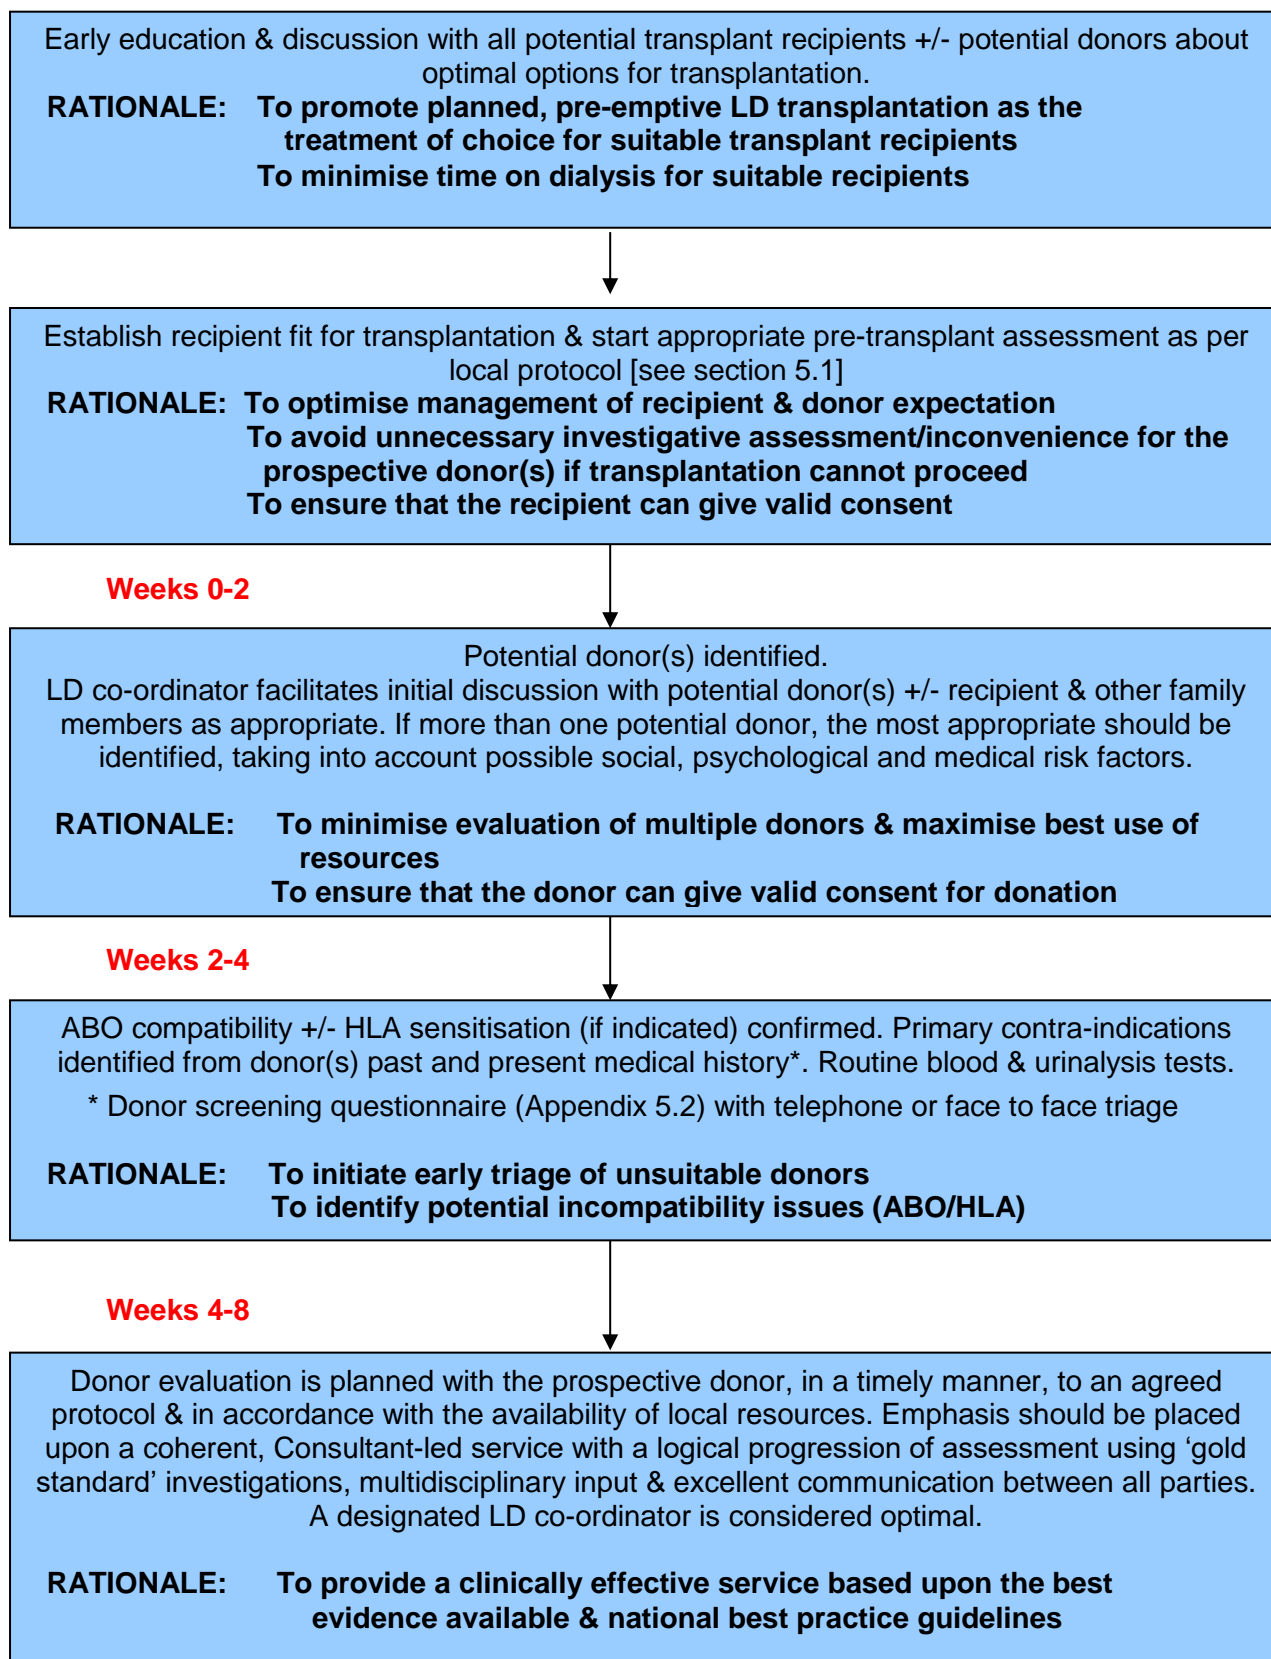 Early education & discussion with all potential transplant recipients +/- potential donors about
optimal options for transplantation.
RATIONALE: To promote planned, pre-emptive LD transplantation as the
treatment of choice for suitable transplant recipients
To minimise time on dialysis for suitable recipients
Establish recipient fit for transplantation & start appropriate pre-transplant assessment as per
local protocol [see section 5.1]
RATIONALE: To optimise management of recipient & donor expectation
To avoid unnecessary investigative assessment/inconvenience for the
prospective donor(s) if transplantation cannot proceed
To ensure that the recipient can give valid consent
Weeks 0-2
Potential donor(s) identified.
LD co-ordinator facilitates initial discussion with potential donor(s) +/- recipient & other family
members as appropriate. If more than one potential donor, the most appropriate should be
identified, taking into account possible social, psychological and medical risk factors.
RATIONALE: To minimise evaluation of multiple donors & maximise best use of
resources
To ensure that the donor can give valid consent for donation
Weeks 2-4
ABO compatibility +/- HLA sensitisation (if indicated) confirmed. Primary contra-indications
identified from donor(s) past and present medical history*. Routine blood & urinalysis tests.
* Donor screening questionnaire (Appendix 5.2) with telephone or face to face triage
RATIONALE: To initiate early triage of unsuitable donors
To identify potential incompatibility issues (ABO/HLA)
Weeks 4-8
Donor evaluation is planned with the prospective donor, in a timely manner, to an agreed
protocol & in accordance with the availability of local resources. Emphasis should be placed
upon a coherent, Consultant-led service with a logical progression of assessment using ‘gold
standard’ investigations, multidisciplinary input & excellent communication between all parties.
A designated LD co-ordinator is considered optimal.
RATIONALE: To provide a clinically effective service based upon the best
evidence available & national best practice guidelines